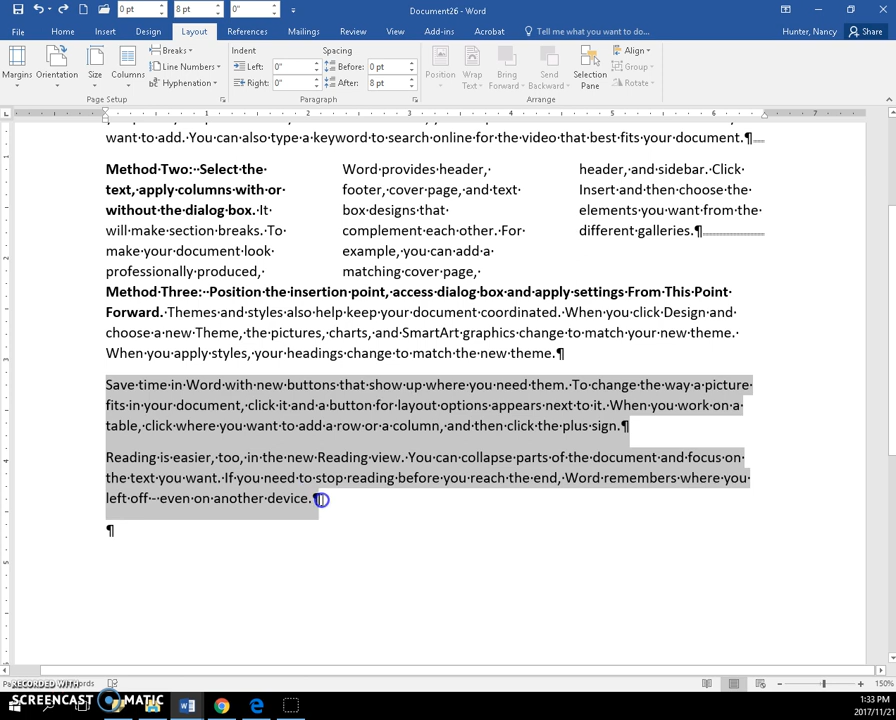 0 pt 8 pt 0" Document26 - Word
File Home Insert Design Layout References Mailings Review View Add-ins Acrobat Tell me what you want to do... Hunter, Nancy Share
Margins Orientation Size Columns Breaks Line Numbers Hyphenation Indent Left: 0" Right: 0" Spacing Before: 0 pt After: 8 pt Position Wrap Text Bring Forward Send Backward Selection Pane Align Group Rotate
Page Setup Paragraph Arrange
1 2 3 4 5 6 7
want·to·add.·You·can·also·type·a·keyword·to·search·online·for·the·video·that·best·fits·your·document.¶
Method·Two:··Select·the·
text,·apply·columns·with·or·
without·the·dialog·box.·It·
will·make·section·breaks.·To·
make·your·document·look·
professionally·produced,·
Word·provides·header,·
footer,·cover·page,·and·text·
box·designs·that·
complement·each·other.·For·
example,·you·can·add·a·
matching·cover·page,·
header,·and·sidebar.·Click·
Insert·and·then·choose·the·
elements·you·want·from·the·
different·galleries.¶
Method·Three:··Position·the·insertion·point,·access·dialog·box·and·apply·settings·From·This·Point·
Forward.·Themes·and·styles·also·help·keep·your·document·coordinated.·When·you·click·Design·and·
choose·a·new·Theme,·the·pictures,·charts,·and·SmartArt·graphics·change·to·match·your·new·theme.·
When·you·apply·styles,·your·headings·change·to·match·the·new·theme.¶
Save·time·in·Word·with·new·buttons·that·show·up·where·you·need·them.·To·change·the·way·a·picture·
fits·in·your·document,·click·it·and·a·button·for·layout·options·appears·next·to·it.·When·you·work·on·a·
table,·click·where·you·want·to·add·a·row·or·a·column,·and·then·click·the·plus·sign.¶
Reading·is·easier,·too,·in·the·new·Reading·view.·You·can·collapse·parts·of·the·document·and·focus·on·
the·text·you·want.·If·you·need·to·stop·reading·before·you·reach·the·end,·Word·remembers·where·you·
left·off·-·even·on·another·device.¶
¶
RECORDED WITH 150%
SCREENCAST MATIC 1:33 PM
2017/11/21